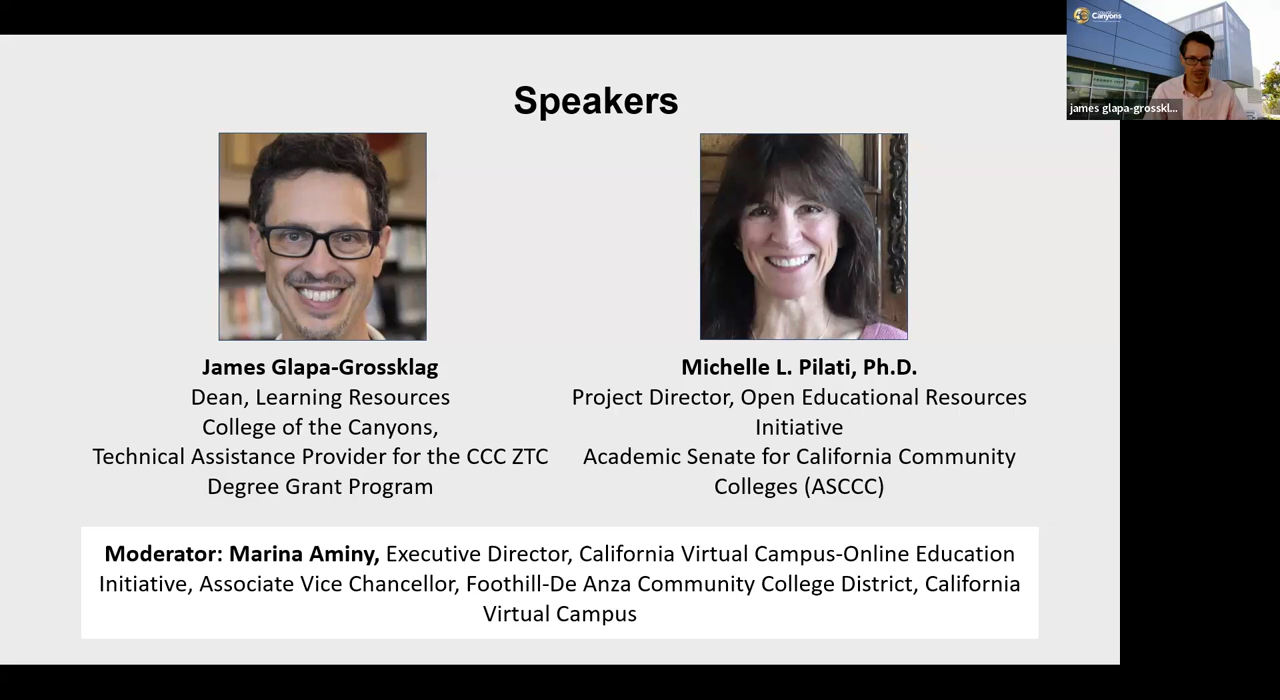 Speakers
James Glapa-Grossklag
Dean, Learning Resources
College of the Canyons,
Technical Assistance Provider for the CCC ZTC
Degree Grant Program
Michelle L. Pilati, Ph.D.
Project Director, Open Educational Resources
Initiative
Academic Senate for California Community
Colleges (ASCCC)
Moderator: Marina Aminy, Executive Director, California Virtual Campus-Online Education
Initiative, Associate Vice Chancellor, Foothill-De Anza Community College District, California
Virtual Campus
Canyons
james glapa-grosskl...